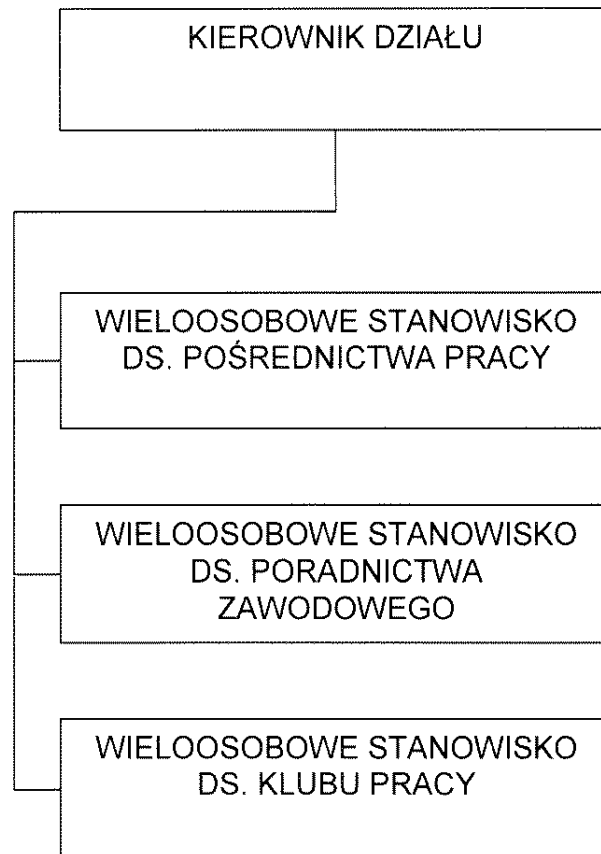 KIEROWNIK DZIAŁU
WIELOOSOBOWE STANOWISKO
DS. POŚREDNICTWA PRACY
WIELOOSOBOWE STANOWISKO
DS. PORADNICTWA
ZAWODOWEGO
WIELOOSOBOWE STANOWISKO
DS. KLUBU PRACY